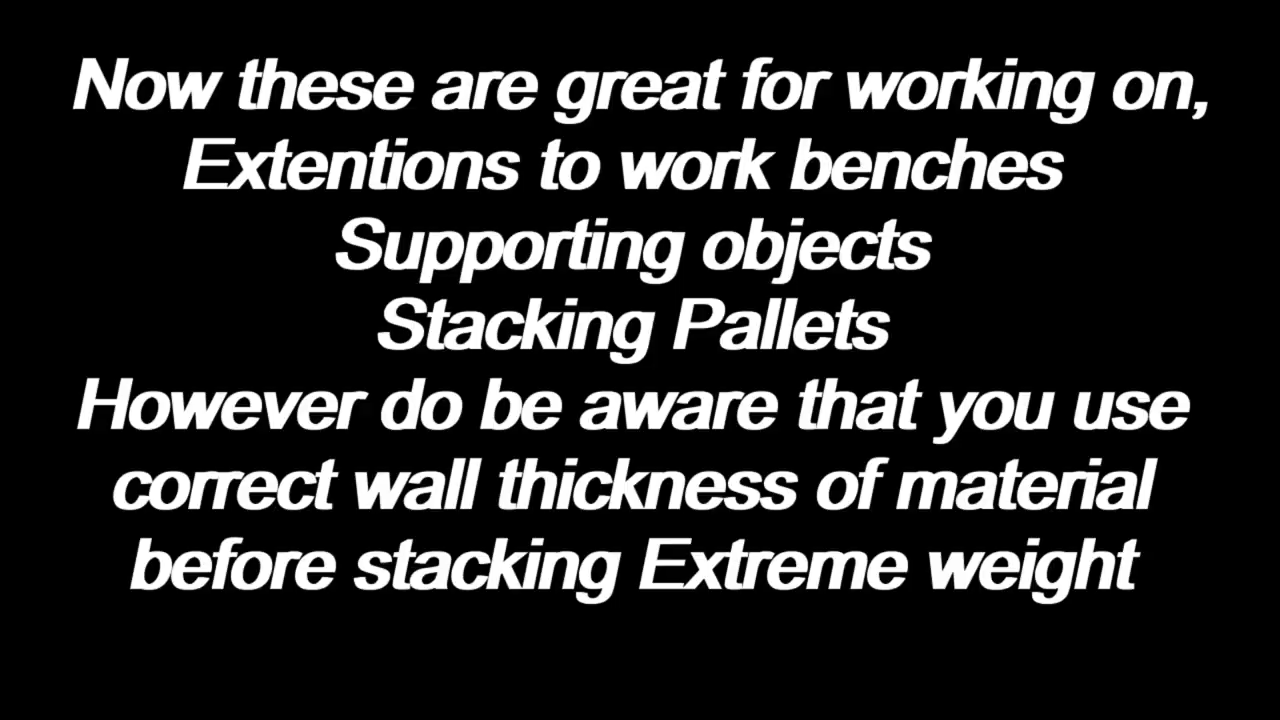 Now these are great for working on,
Extentions to work benches
Supporting objects
Stacking Pallets
However do be aware that you use
correct wall thickness of material
before stacking Extreme weight